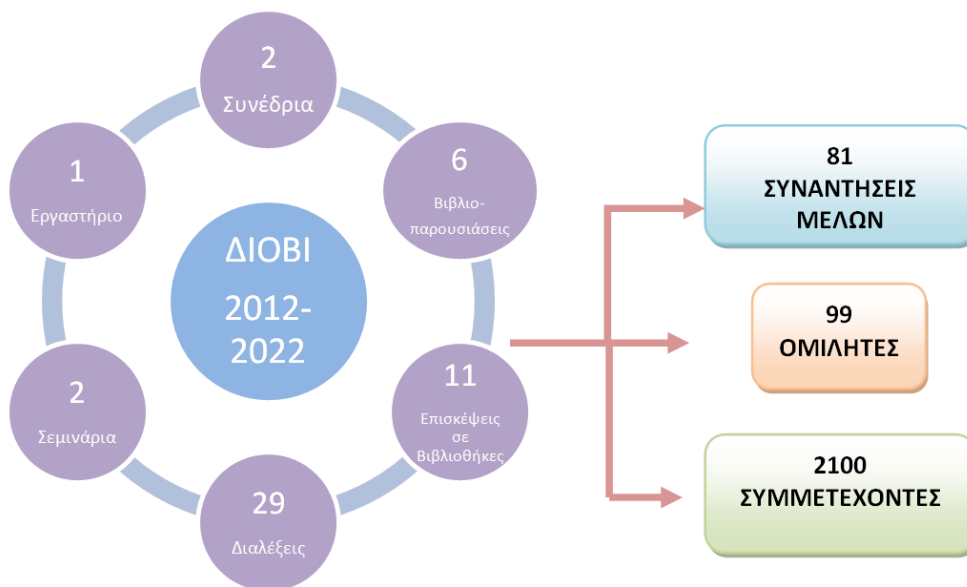 2
Συνέδρια
6
Βιβλιο-
παρουσιάσεις
11
Επισκέψεις
σε
Βιβλιοθήκες
29
Διαλέξεις
2
Σεμινάρια
1
Εργαστήριο
ΔΙΟΒΙ
2012-
2022
81
ΣΥΝΑΝΤΗΣΕΙΣ
ΜΕΛΩΝ
99
ΟΜΙΛΗΤΕΣ
2100
ΣΥΜΜΕΤΕΧΟΝΤΕΣ